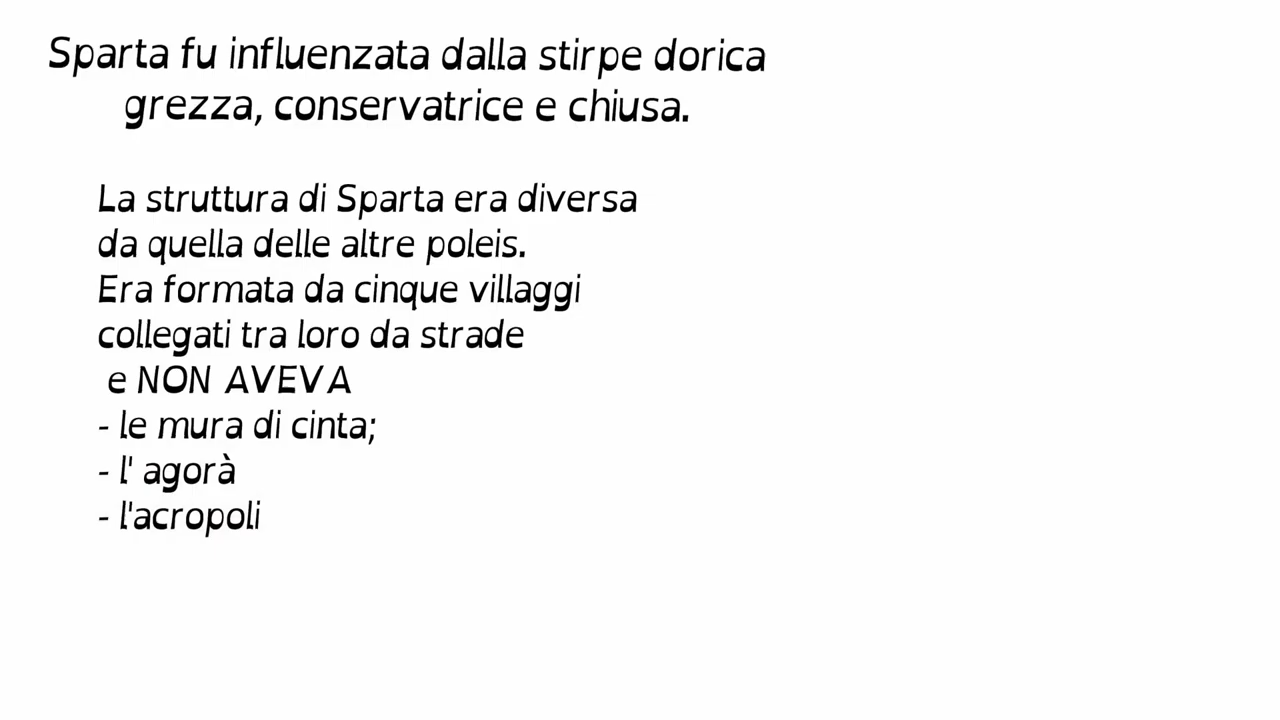 Sparta fu influenzata dalla stirpe dorica
grezza, conservatrice e chiusa.
La struttura di Sparta era diversa
da quella delle altre poleis.
Era formata da cinque villaggi
collegati tra loro da strade
e NON AVEVA
- le mura di cinta;
- l' agorà
- l'acropoli